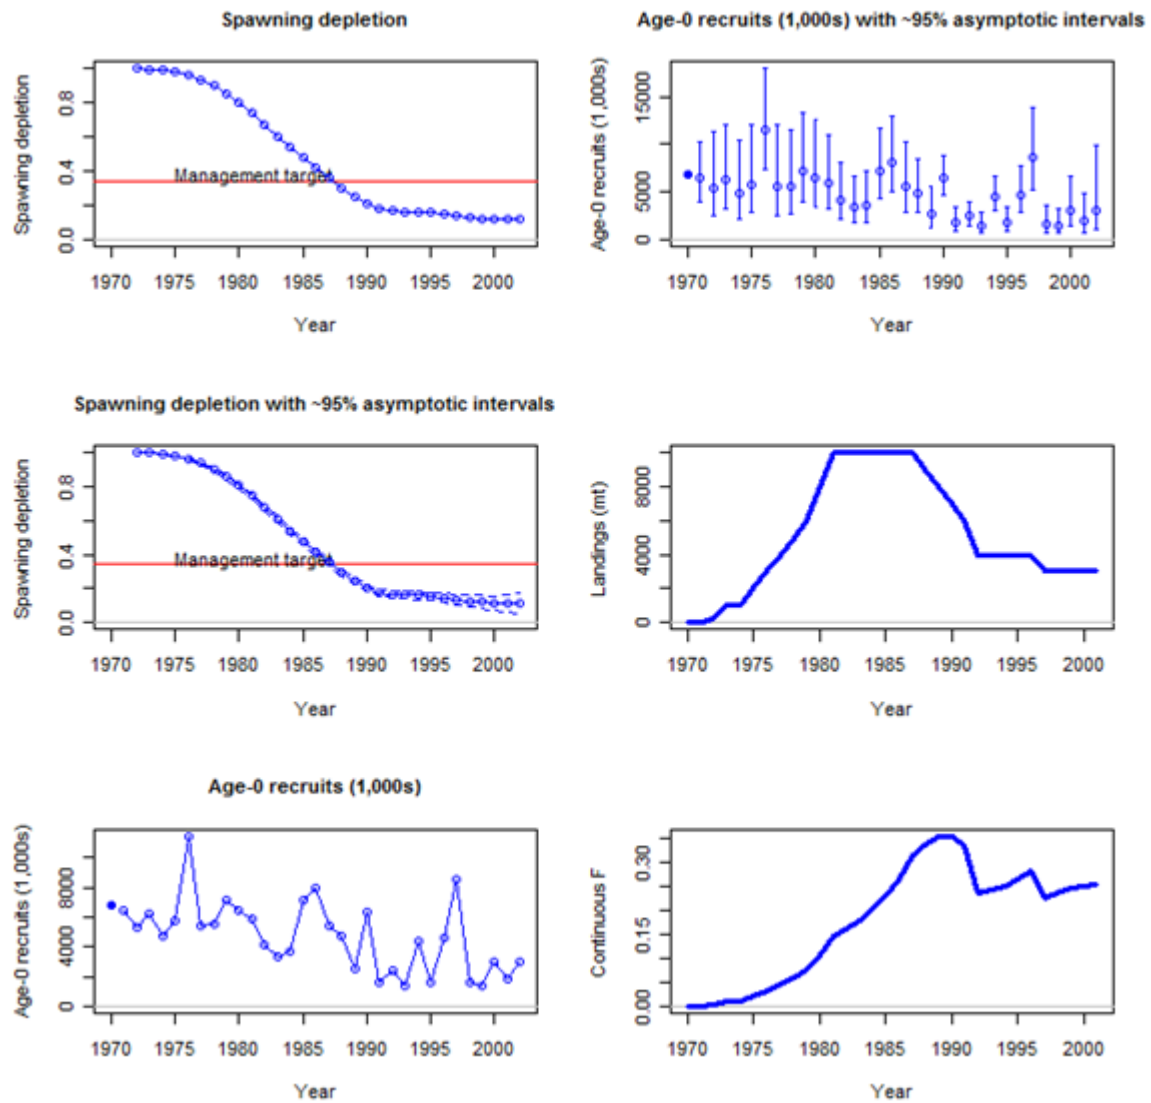 Spawning depletion
Spawning depletion
0.0 0.4 0.8
Management target
1970 1975 1980 1985 1990 1995 2000
Year
Age-0 recruits (1,000s) with ~95% asymptotic intervals
Age-0 recruits (1,000s)
0 5000 15000
1970 1975 1980 1985 1990 1995 2000
Year
Spawning depletion with ~95% asymptotic intervals
Spawning depletion
0.0 0.4 0.8
Management target
1970 1975 1980 1985 1990 1995 2000
Year
Landings (mt)
0 4000 8000
1970 1975 1980 1985 1990 1995 2000
Year
Age-0 recruits (1,000s)
Age-0 recruits (1,000s)
0 4000 8000
1970 1975 1980 1985 1990 1995 2000
Year
Continuous F
0.00 0.15 0.30
1970 1975 1980 1985 1990 1995 2000
Year